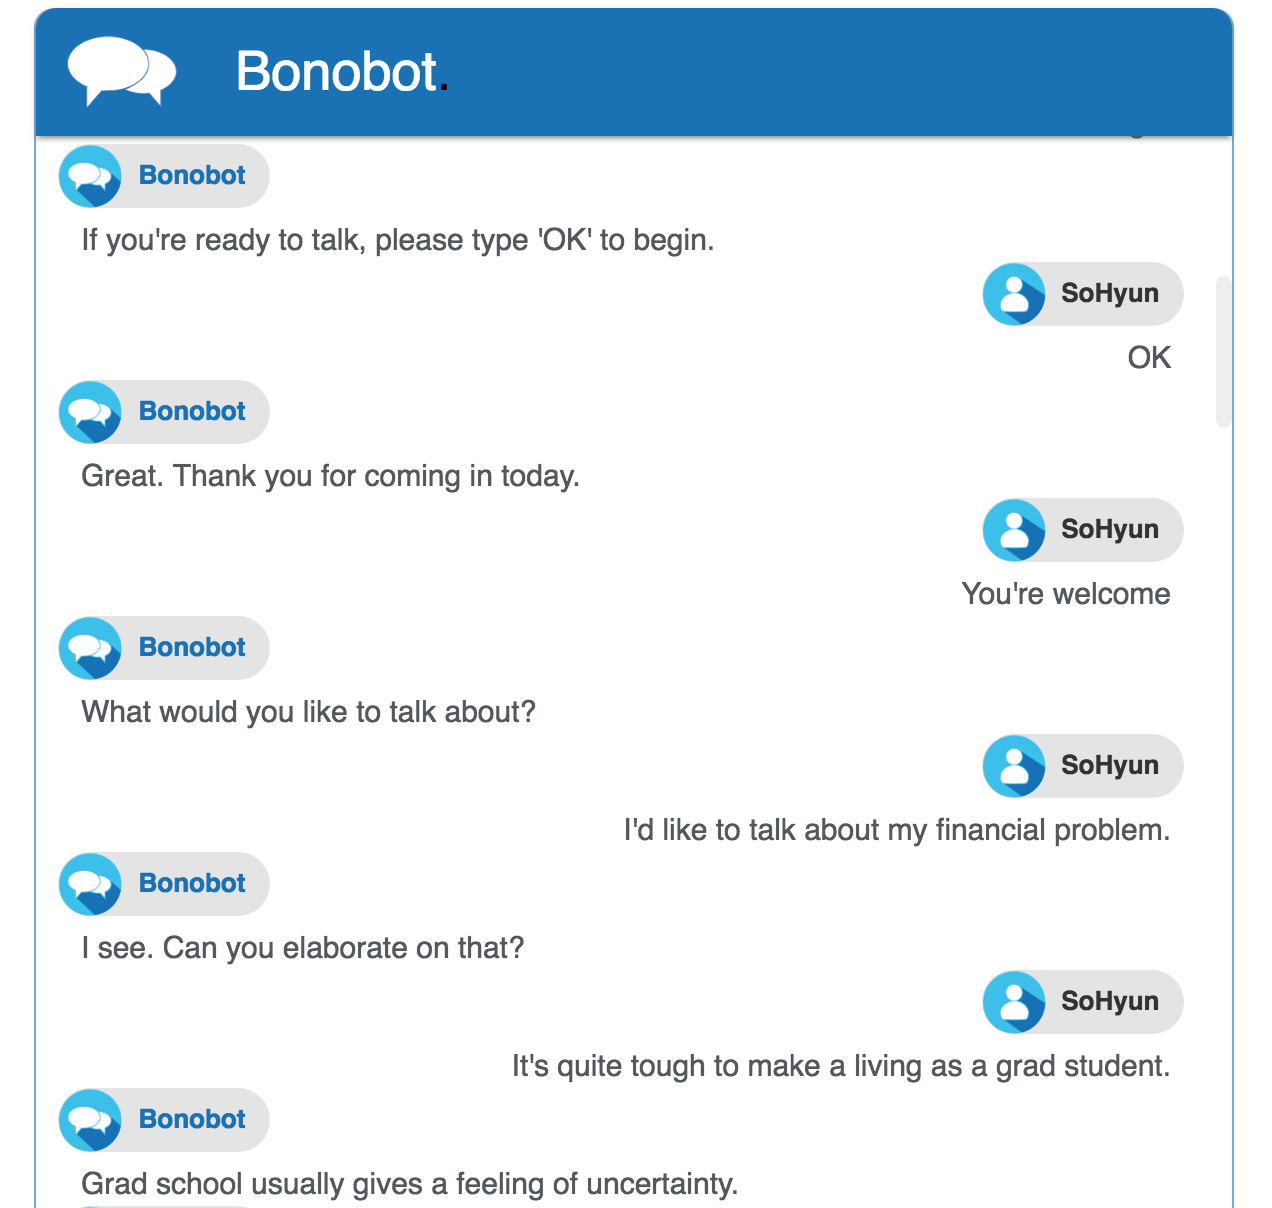 Bonobot.
Bonobot
If you're ready to talk, please type 'OK' to begin.
SoHyun
OK
Bonobot
Great. Thank you for coming in today.
SoHyun
You're welcome
Bonobot
What would you like to talk about?
SoHyun
I'd like to talk about my financial problem.
Bonobot
I see. Can you elaborate on that?
SoHyun
It's quite tough to make a living as a grad student.
Bonobot
Grad school usually gives a feeling of uncertainty.